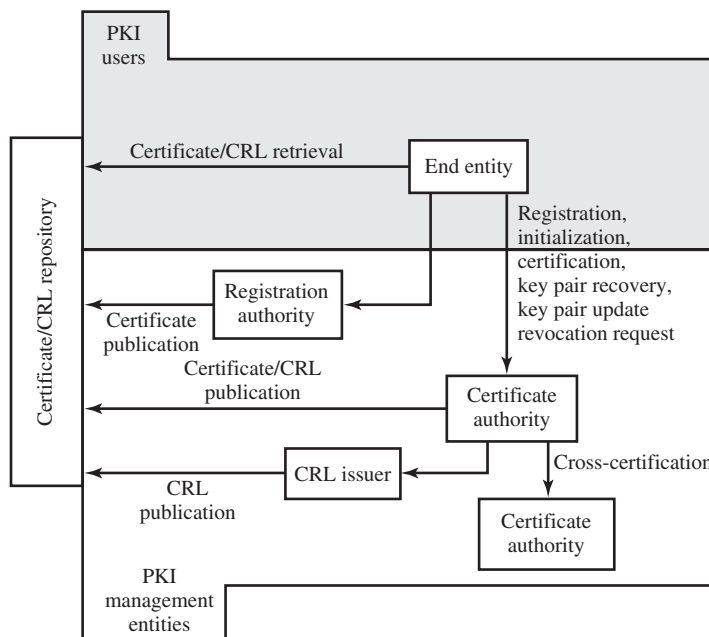 PKI
users
Certificate/CRL retrieval
End entity
Registration,
initialization,
certification,
key pair recovery,
key pair update
revocation request
Certificate/CRL repository
Registration
authority
Certificate
publication
Certificate/CRL
publication
Certificate
authority
Cross-certification
CRL issuer
CRL
publication
Certificate
authority
PKI
management
entities